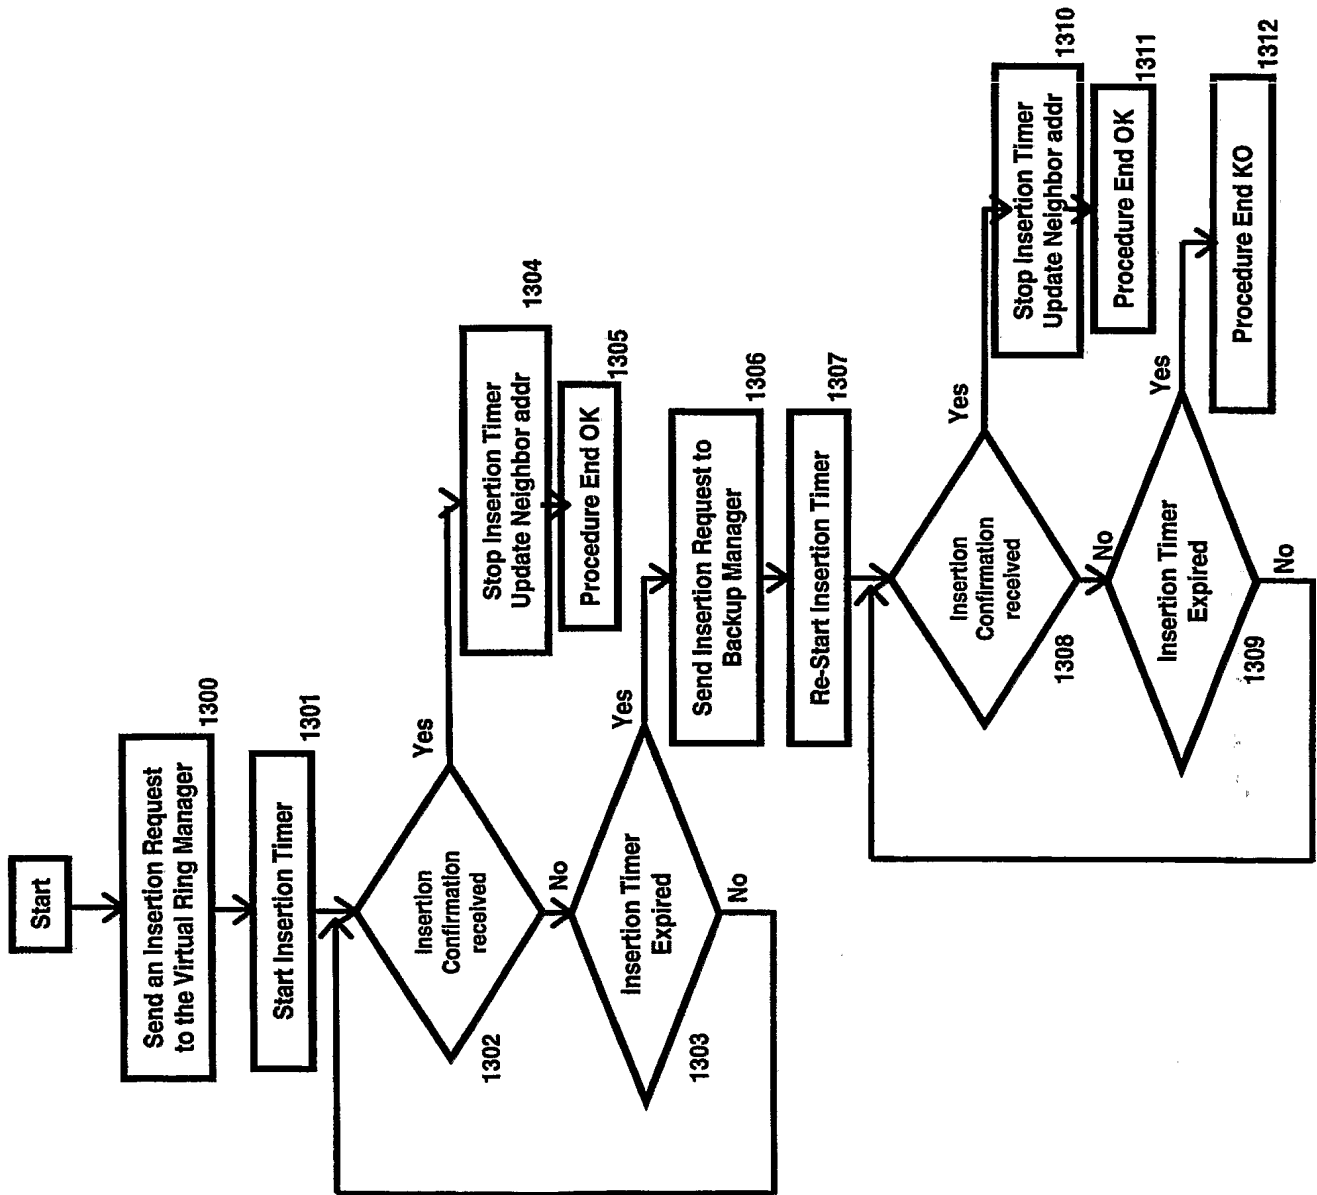 Start
Send an Insertion Request
to the Virtual Ring Manager
1300
Start Insertion Timer
1301
Insertion
Confirmation
received
1302
Yes
No
Stop Insertion Timer
Update Neighbor addr
1304
Procedure End OK
1305
Insertion Timer
Expired
1303
Yes
No
Send Insertion Request to
Backup Manager
1306
Re-Start Insertion Timer
1307
Insertion
Confirmation
received
1308
Yes
No
Stop Insertion Timer
Update Neighbor addr
1310
Procedure End OK
1311
Insertion Timer
Expired
1309
Yes
No
Procedure End KO
1312